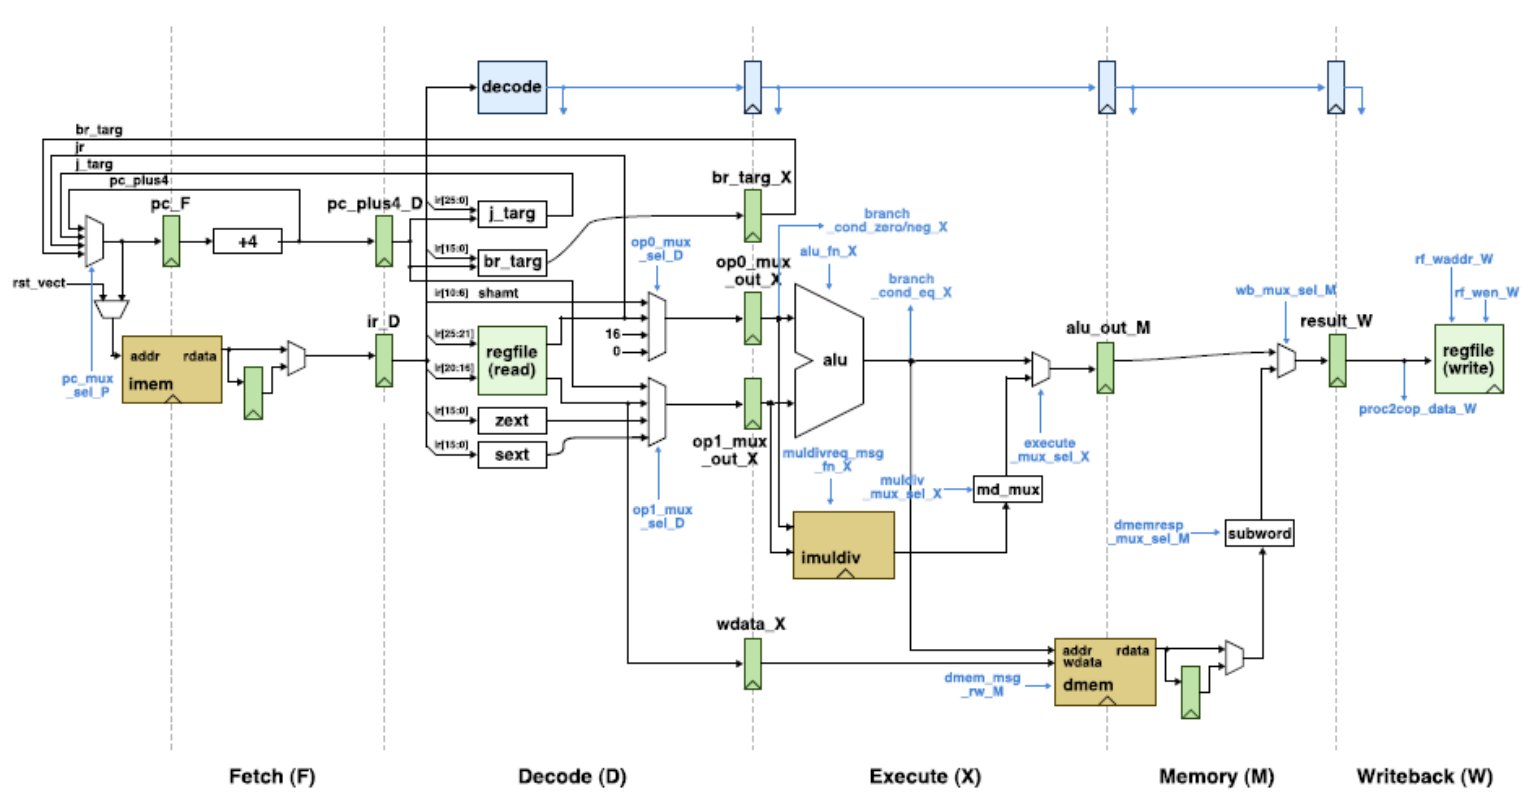 decode
br_targ
jr
j_targ
pc_plus4
pc_F
pc_plus4_D
br_targ_X
ir[25:0]
j_targ
+4
ir[15:0]
br_targ
op0_mux
_sel_D
op0_mux
_out_X
branch
_cond_zero/neg_X
alu_fn_X
branch
_cond_eq_X
rst_vect
ir[10:6] shamt
16
0
ir_D
ir[25:21]
ir[20:16]
regfile
(read)
alu
alu_out_M
wb_mux_sel_M
result_W
rf_waddr_W
rf_wen_W
regfile
(write)
proc2cop_data_W
addr rdata
imem
pc_mux
_sel_P
ir[15:0]
zext
ir[15:0]
sext
op1_mux
_out_X
op1_mux
_sel_D
muldivreq_msg
_fn_X
muldiv
_mux_sel_X
md_mux
execute
_mux_sel_X
imuldiv
dmemresp
_mux_sel_M
subword
wdata_X
addr rdata
wdata
dmem
dmem_msg
_rw_M
Fetch (F)
Decode (D)
Execute (X)
Memory (M)
Writeback (W)